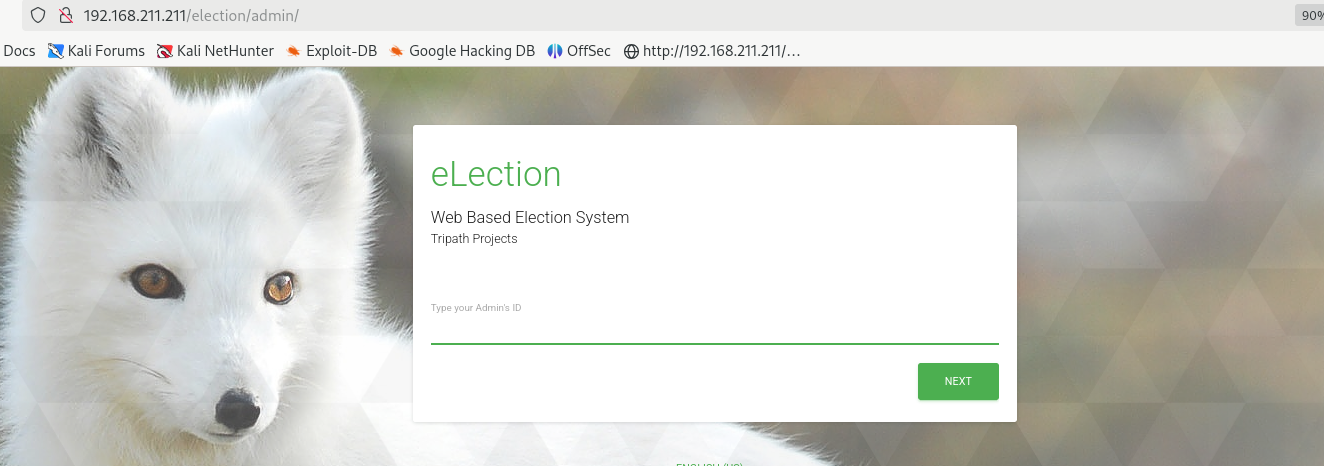 192.168.211.211/election/admin/
90%
Docs Kali Forums Kali NetHunter Exploit-DB Google Hacking DB OffSec http://192.168.211.211/...
eLection
Web Based Election System
Tripath Projects
Type your Admin's ID
NEXT